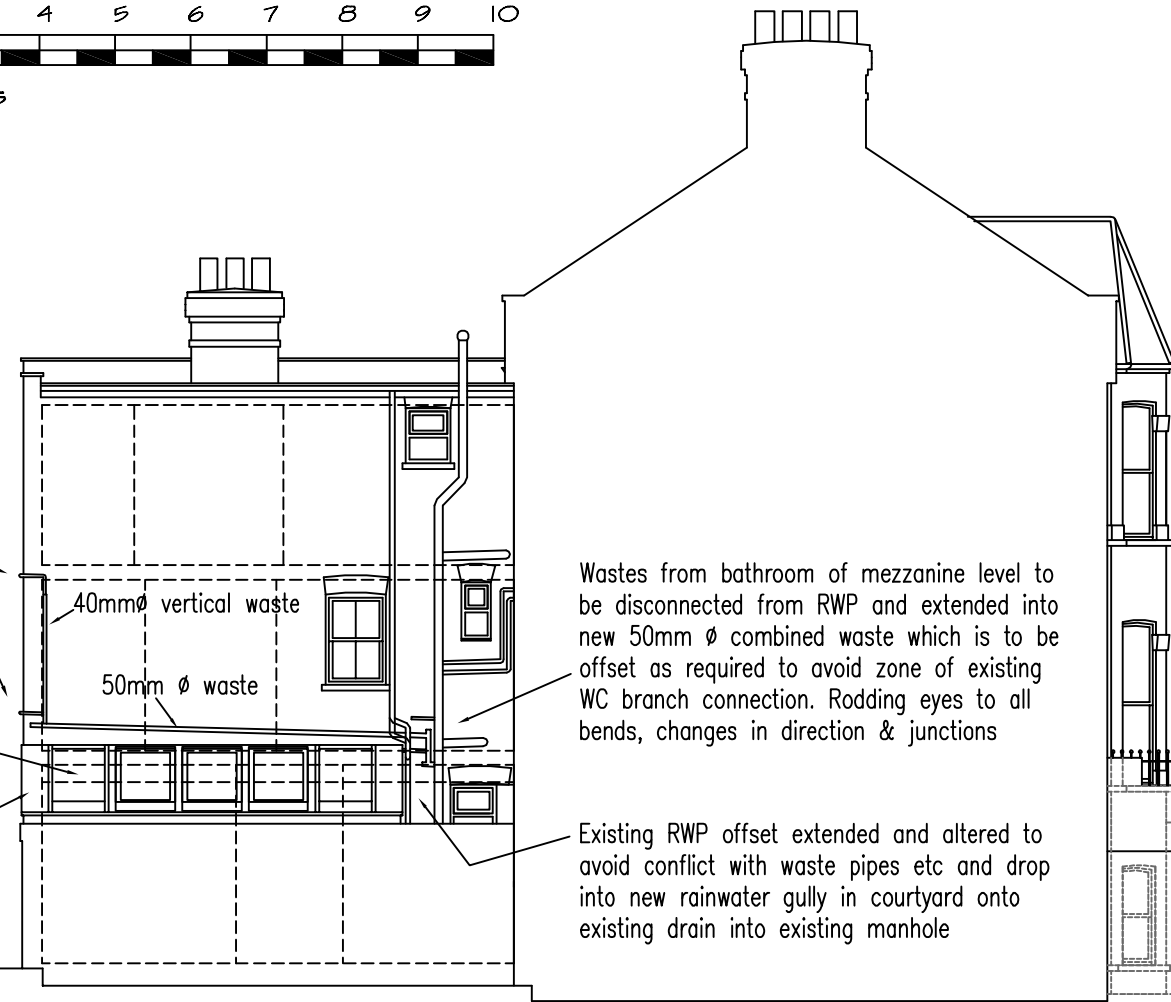 4 5 6 7 8 9 10
40mmø vertical waste
50mm ø waste
Wastes from bathroom of mezzanine level to
be disconnected from RWP and extended into
new 50mm ø combined waste which is to be
offset as required to avoid zone of existing
WC branch connection. Rodding eyes to all
bends, changes in direction & junctions
Existing RWP offset extended and altered to
avoid conflict with waste pipes etc and drop
into new rainwater gully in courtyard onto
existing drain into existing manhole